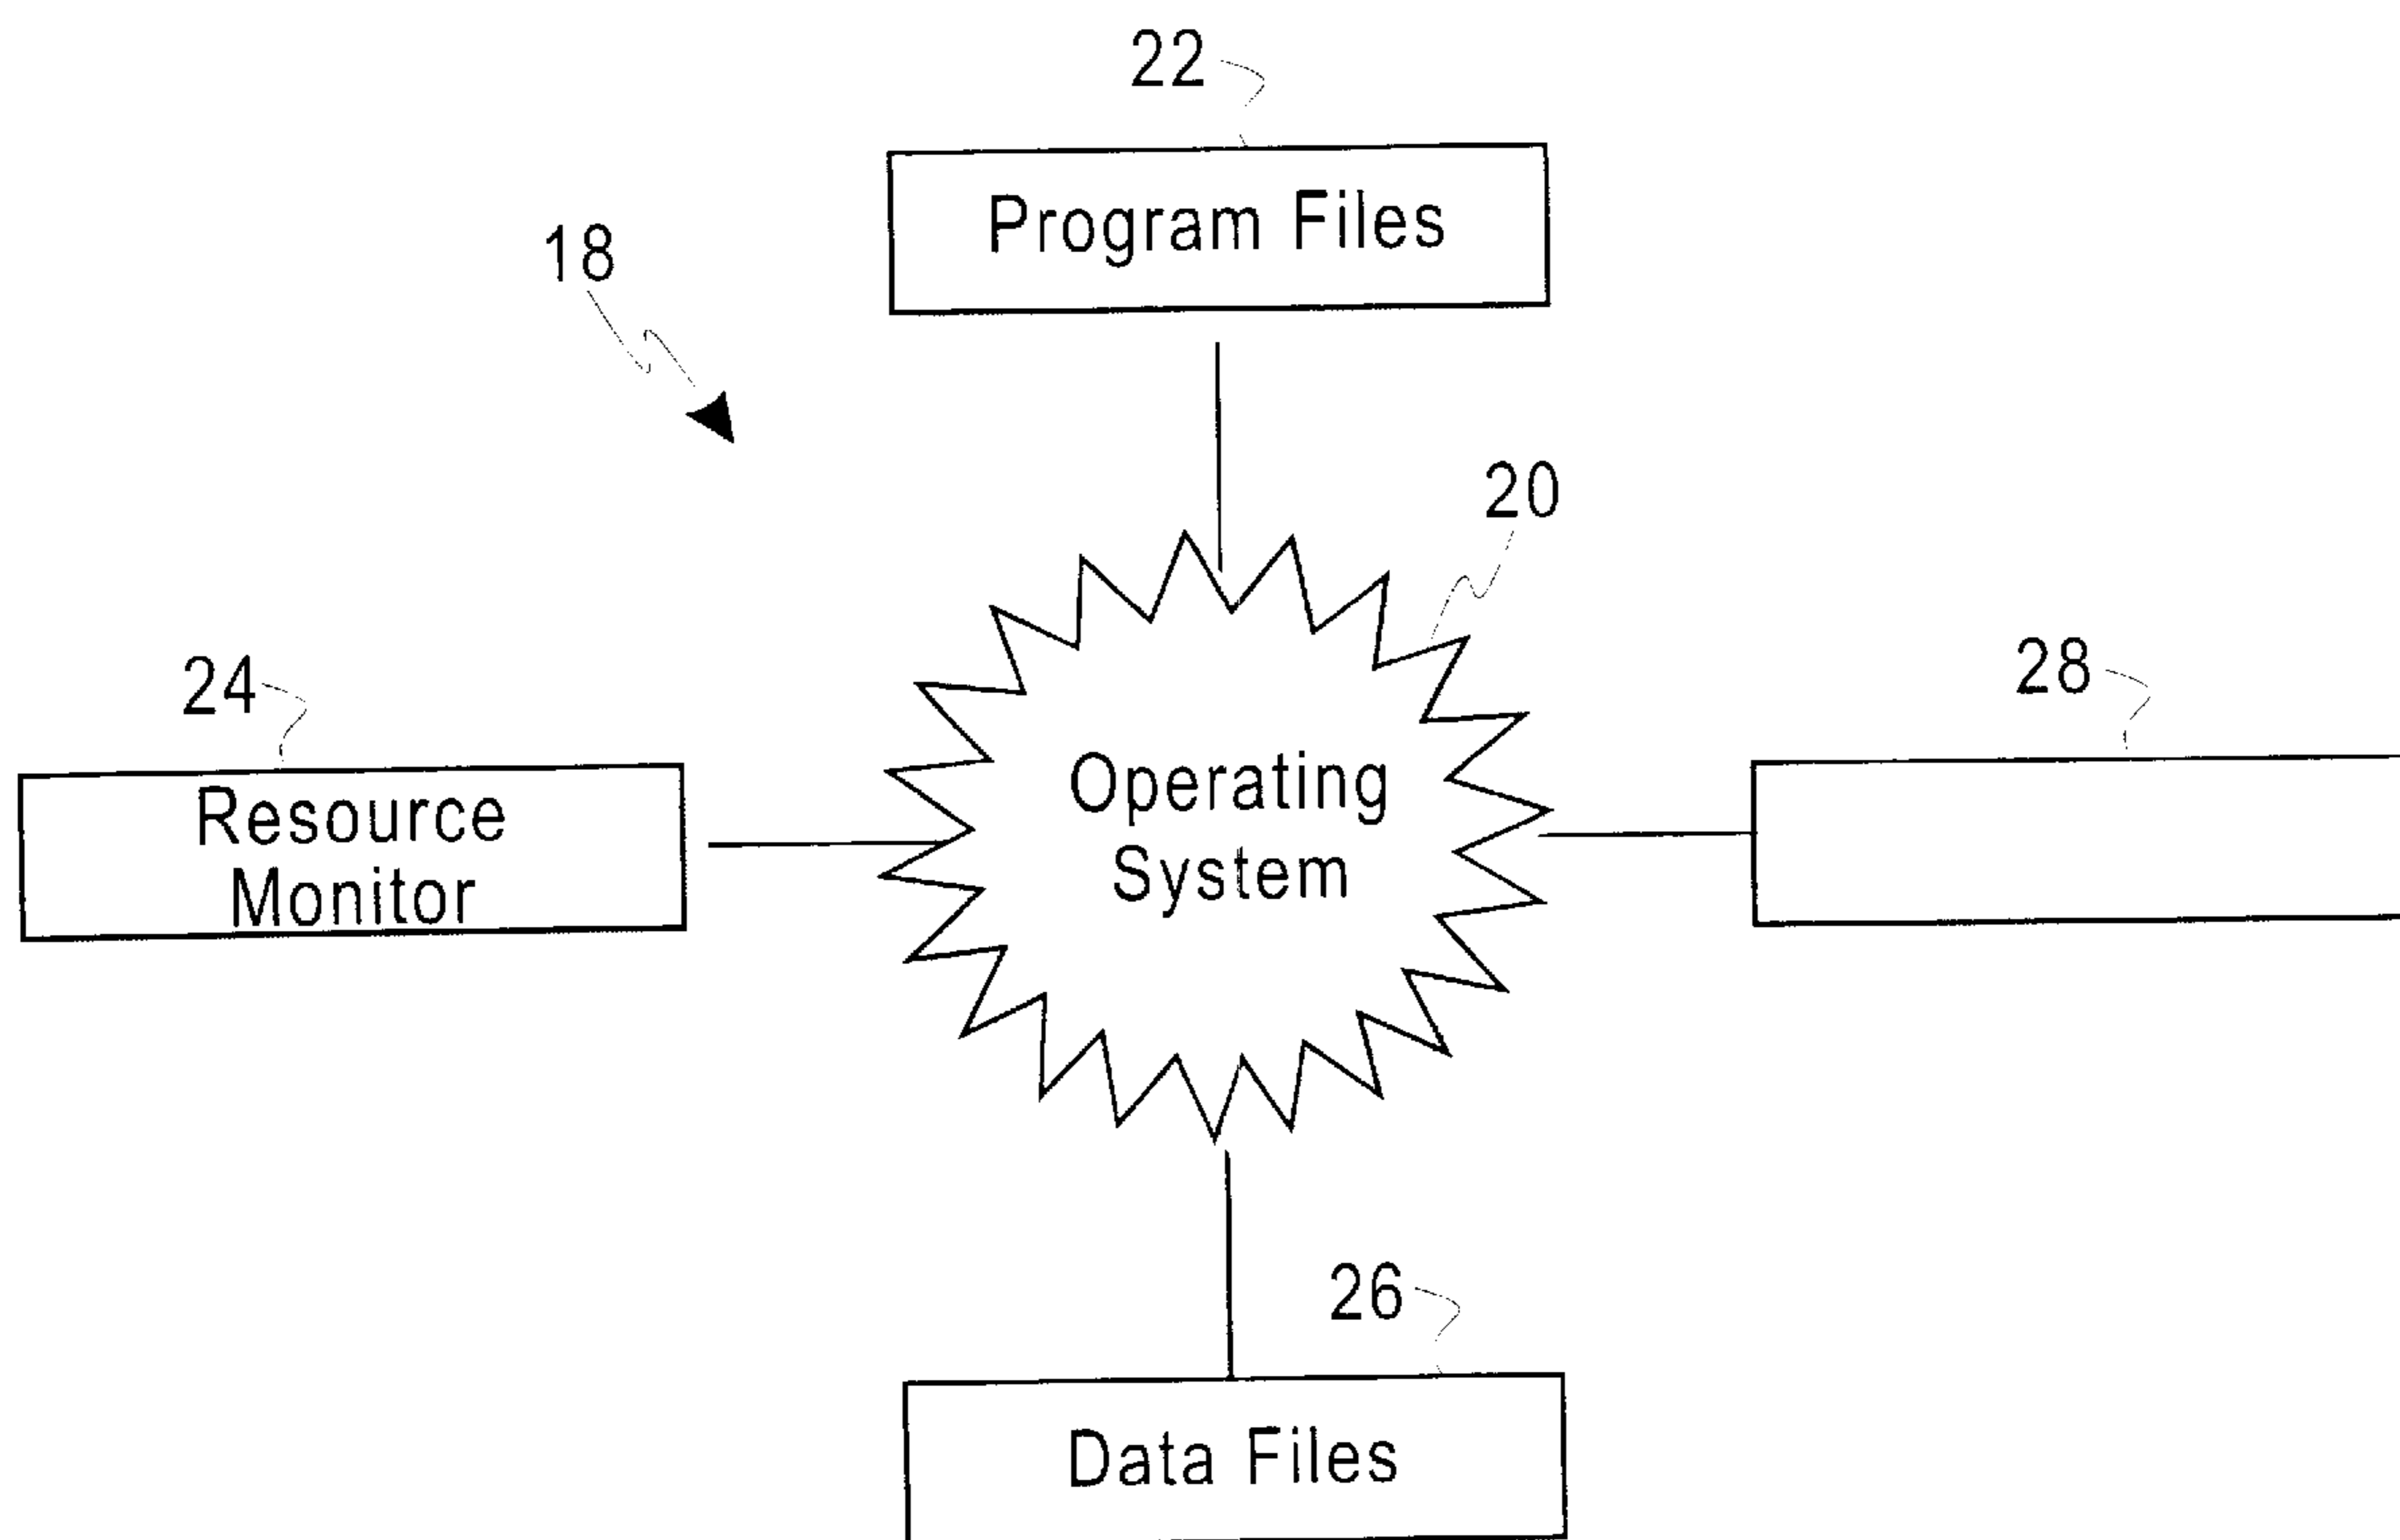 22
Program Files
18
20
28
24
Operating
System
Resource
Monitor
26
Data Files